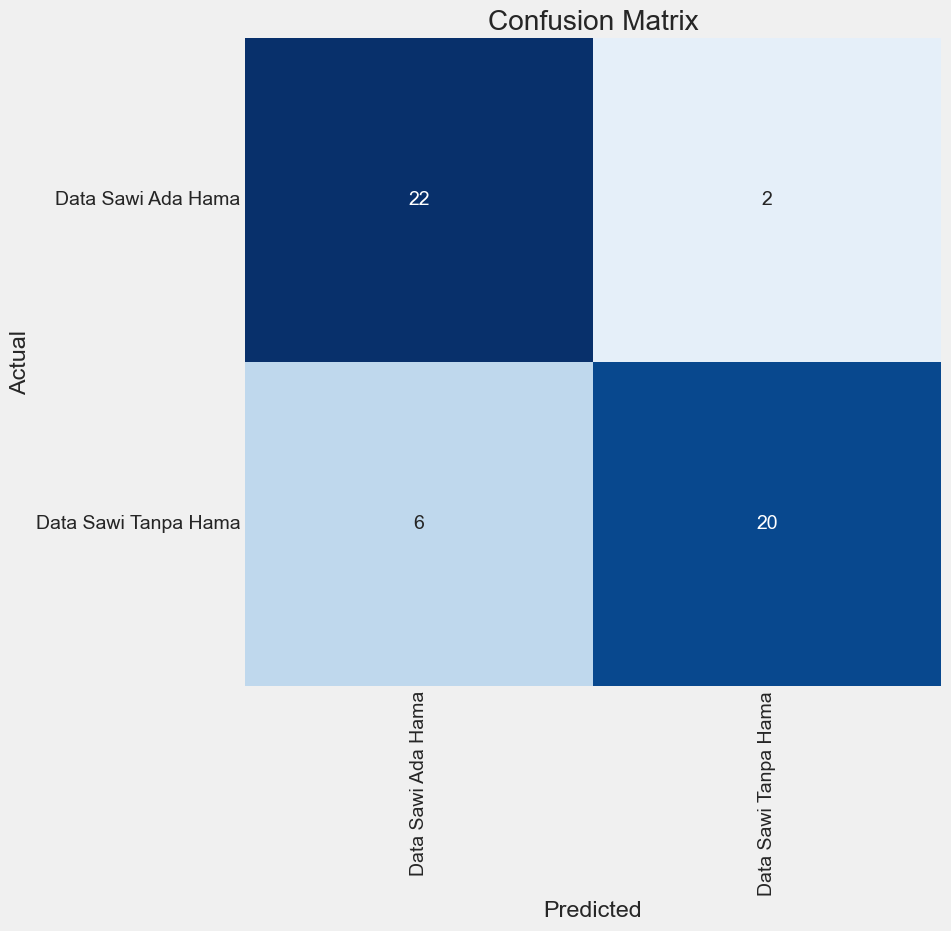 Confusion Matrix
Actual
Data Sawi Ada Hama
22
2
Data Sawi Tanpa Hama
6
20
Data Sawi Ada Hama
Data Sawi Tanpa Hama
Predicted